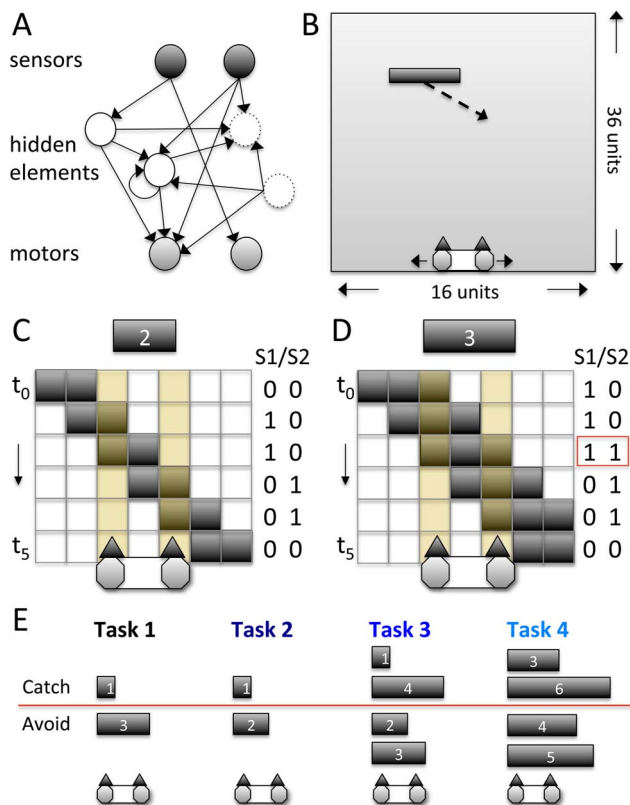 A
sensors
hidden
elements
motors
B
36 units
16 units
C
2
S1/S2
t0 0 0
1 0
1 0
0 1
0 1
t5 0 0
D
3
S1/S2
t0 1 0
1 0
1 1
0 1
0 1
t5 0 0
E
Task 1 Task 2 Task 3 Task 4
Catch
1 1 1 4 3 6
Avoid
3 2 2 3 4 5